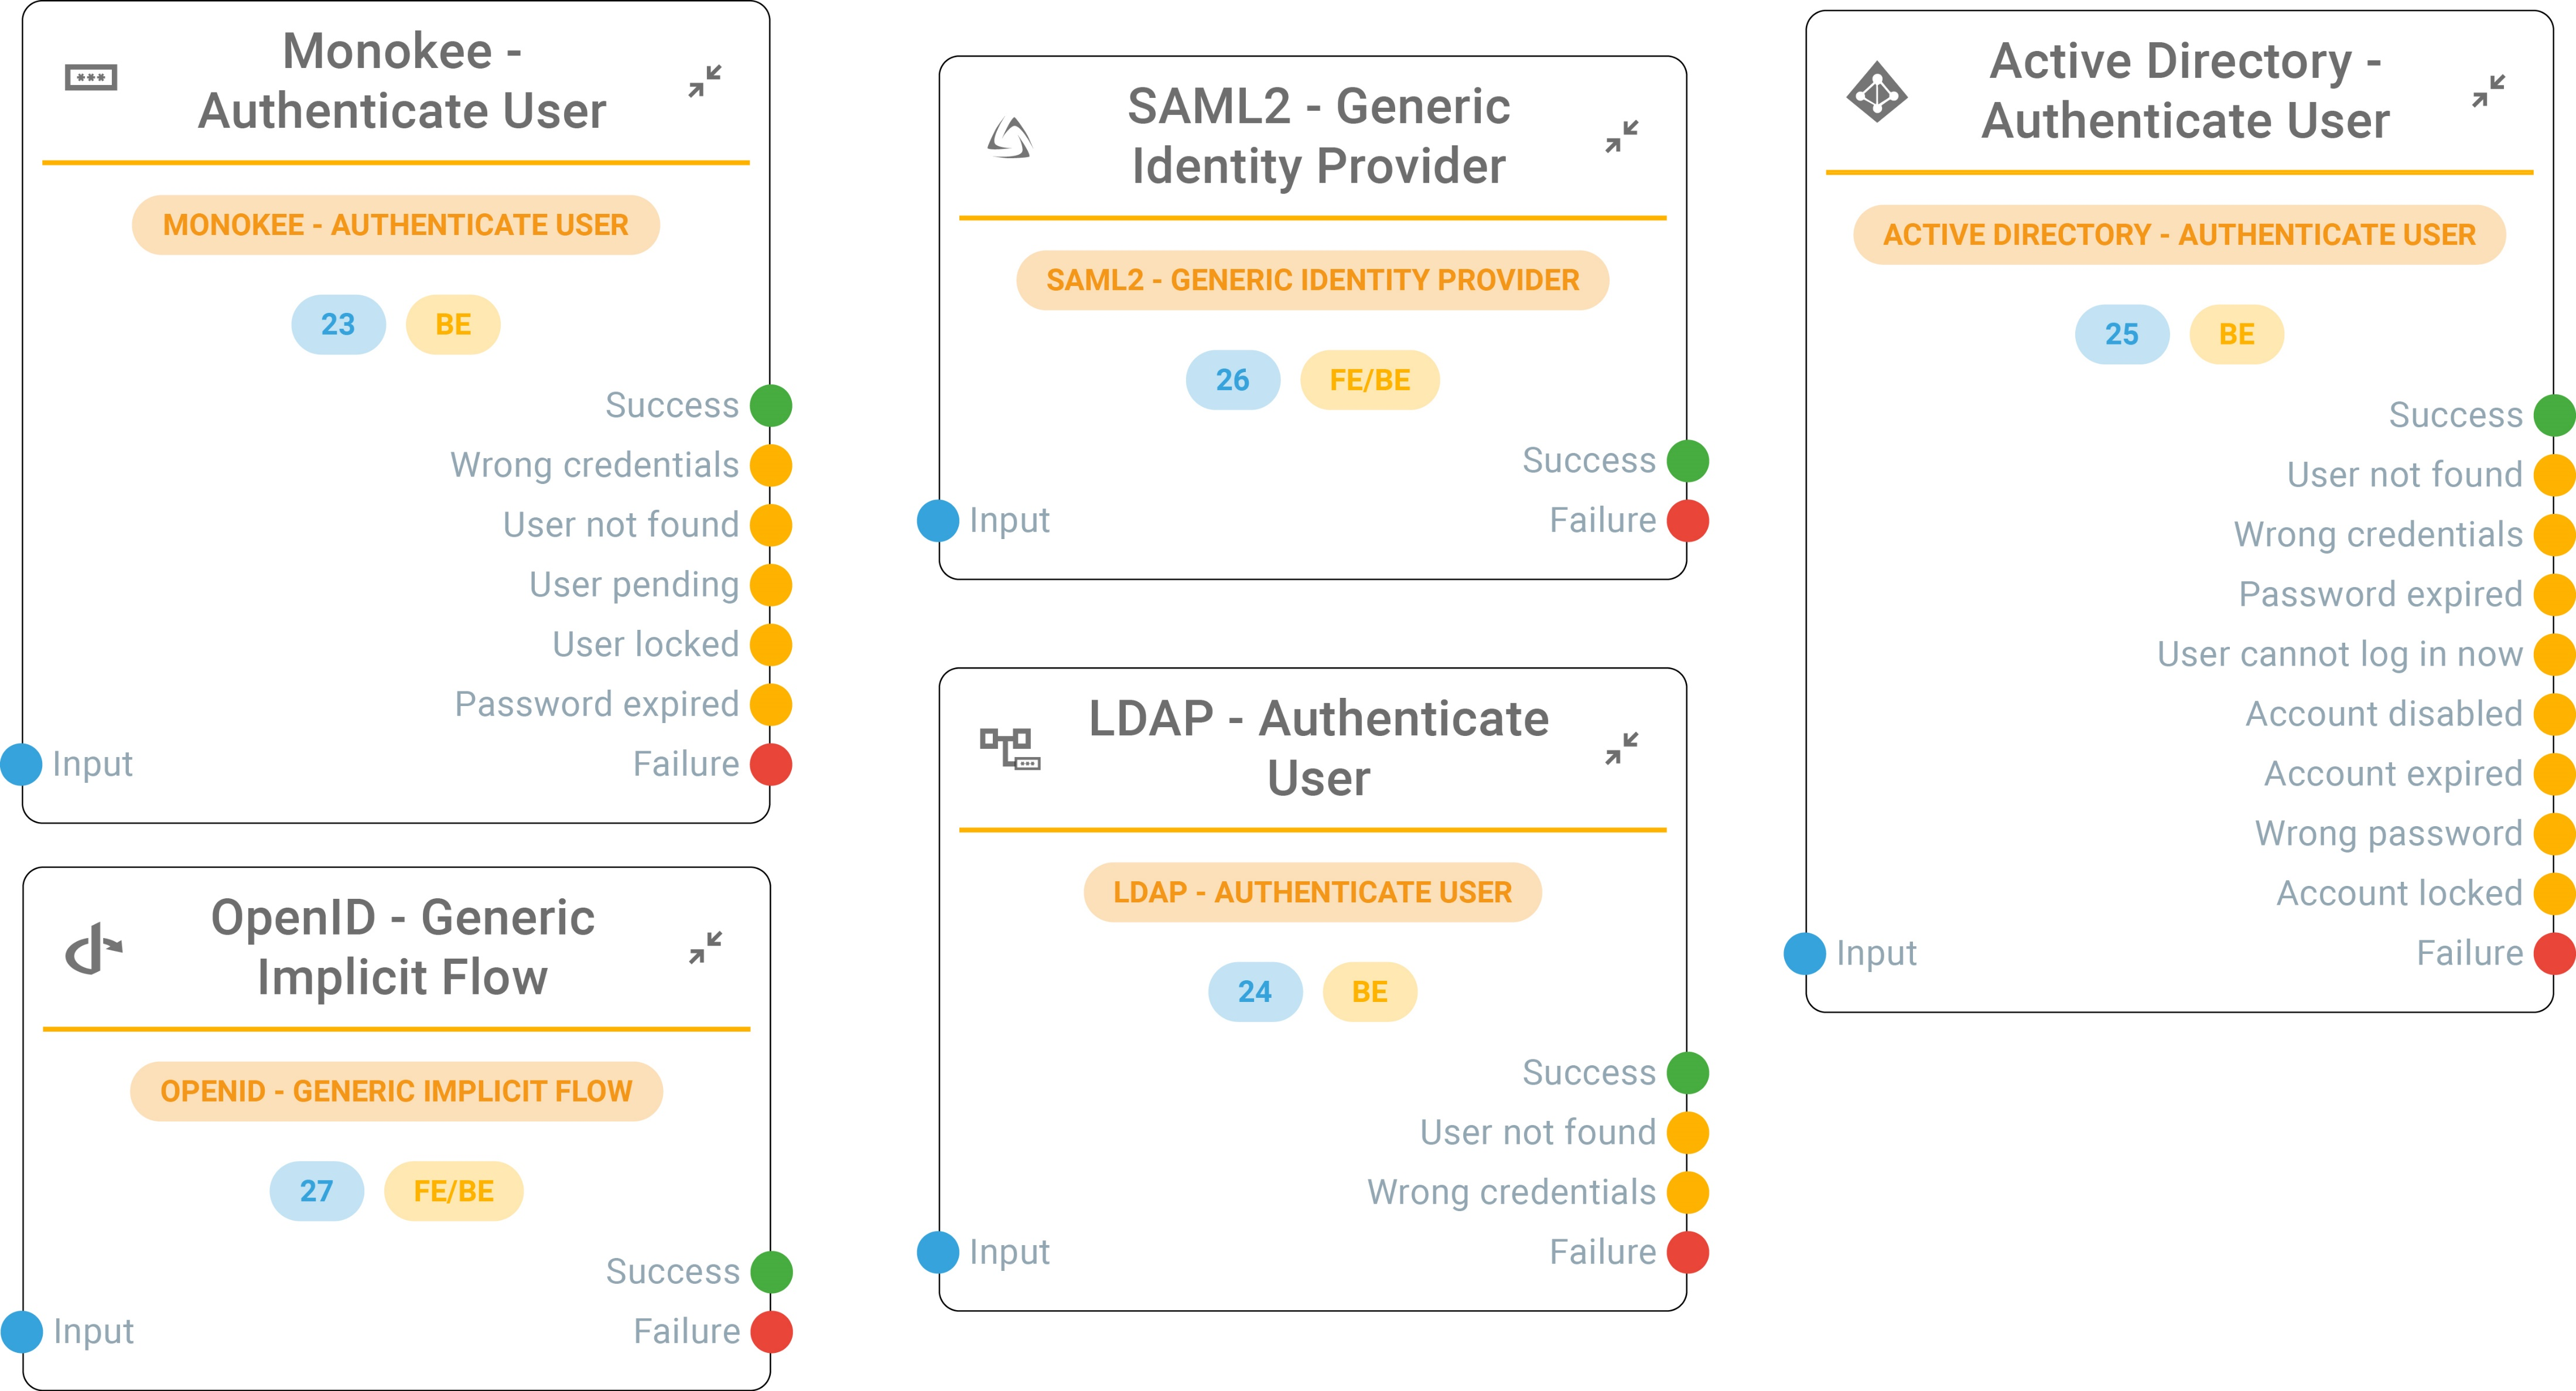 Monokee -
Authenticate User
MONOKEE - AUTHENTICATE USER
23 BE
Success
Wrong credentials
User not found
User pending
User locked
Password expired
Input Failure
OpenID - Generic
Implicit Flow
OPENID - GENERIC IMPLICIT FLOW
27 FE/BE
Success
Input Failure
SAML2 - Generic
Identity Provider
SAML2 - GENERIC IDENTITY PROVIDER
26 FE/BE
Success
Input Failure
LDAP - Authenticate
User
LDAP - AUTHENTICATE USER
24 BE
Success
User not found
Wrong credentials
Input Failure
Active Directory -
Authenticate User
ACTIVE DIRECTORY - AUTHENTICATE USER
25 BE
Success
User not found
Wrong credentials
Password expired
User cannot log in now
Account disabled
Account expired
Wrong password
Account locked
Input Failure